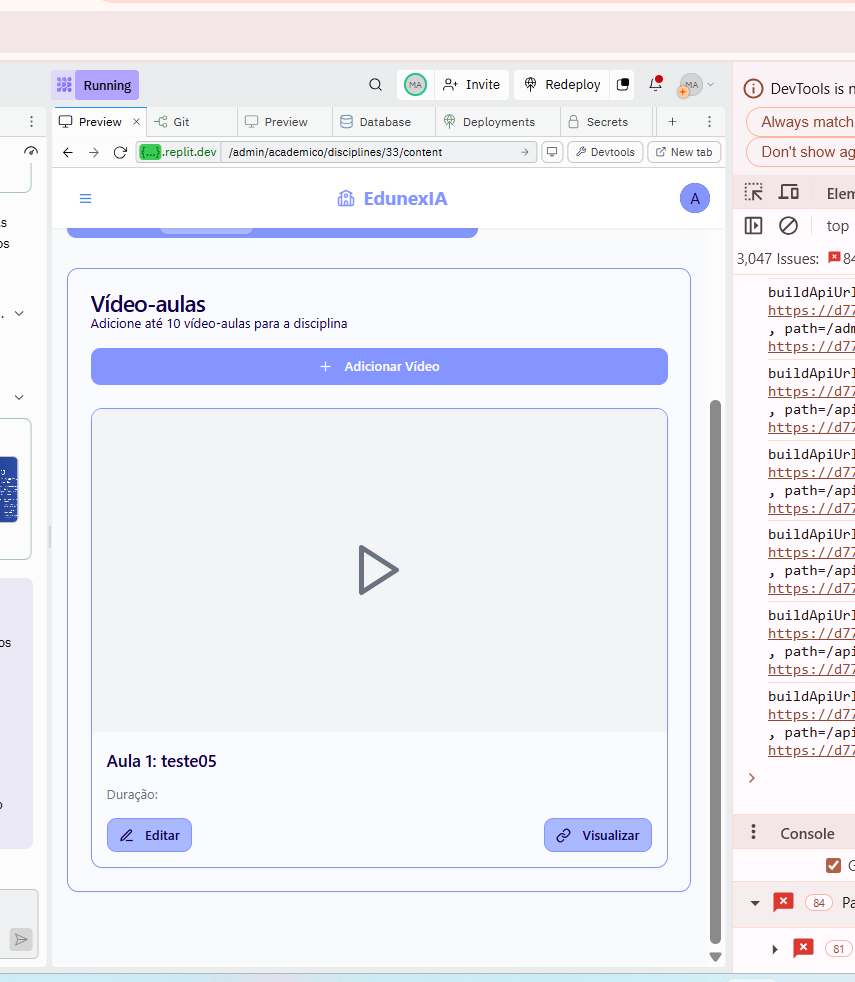 Running
MA
Invite
Redeploy
MA
Preview
Git
Preview
Database
Deployments
Secrets
{...}.replit.dev
/admin/academico/disciplines/33/content
Devtools
New tab
EdunexIA
A
Vídeo-aulas
Adicione até 10 vídeo-aulas para a disciplina
Adicionar Vídeo
Aula 1: teste05
Duração:
Editar
Visualizar
DevTools is n
Always match
Don't show ag
Elem
top
3,047 Issues: 84
buildApiUrl
https://d77
, path=/adm
https://d77
buildApiUrl
https://d77
, path=/api
https://d77
buildApiUrl
https://d77
, path=/api
https://d77
buildApiUrl
https://d77
, path=/api
https://d77
buildApiUrl
https://d77
, path=/api
https://d77
buildApiUrl
https://d77
, path=/api
https://d77
Console
G
84 Pa
81